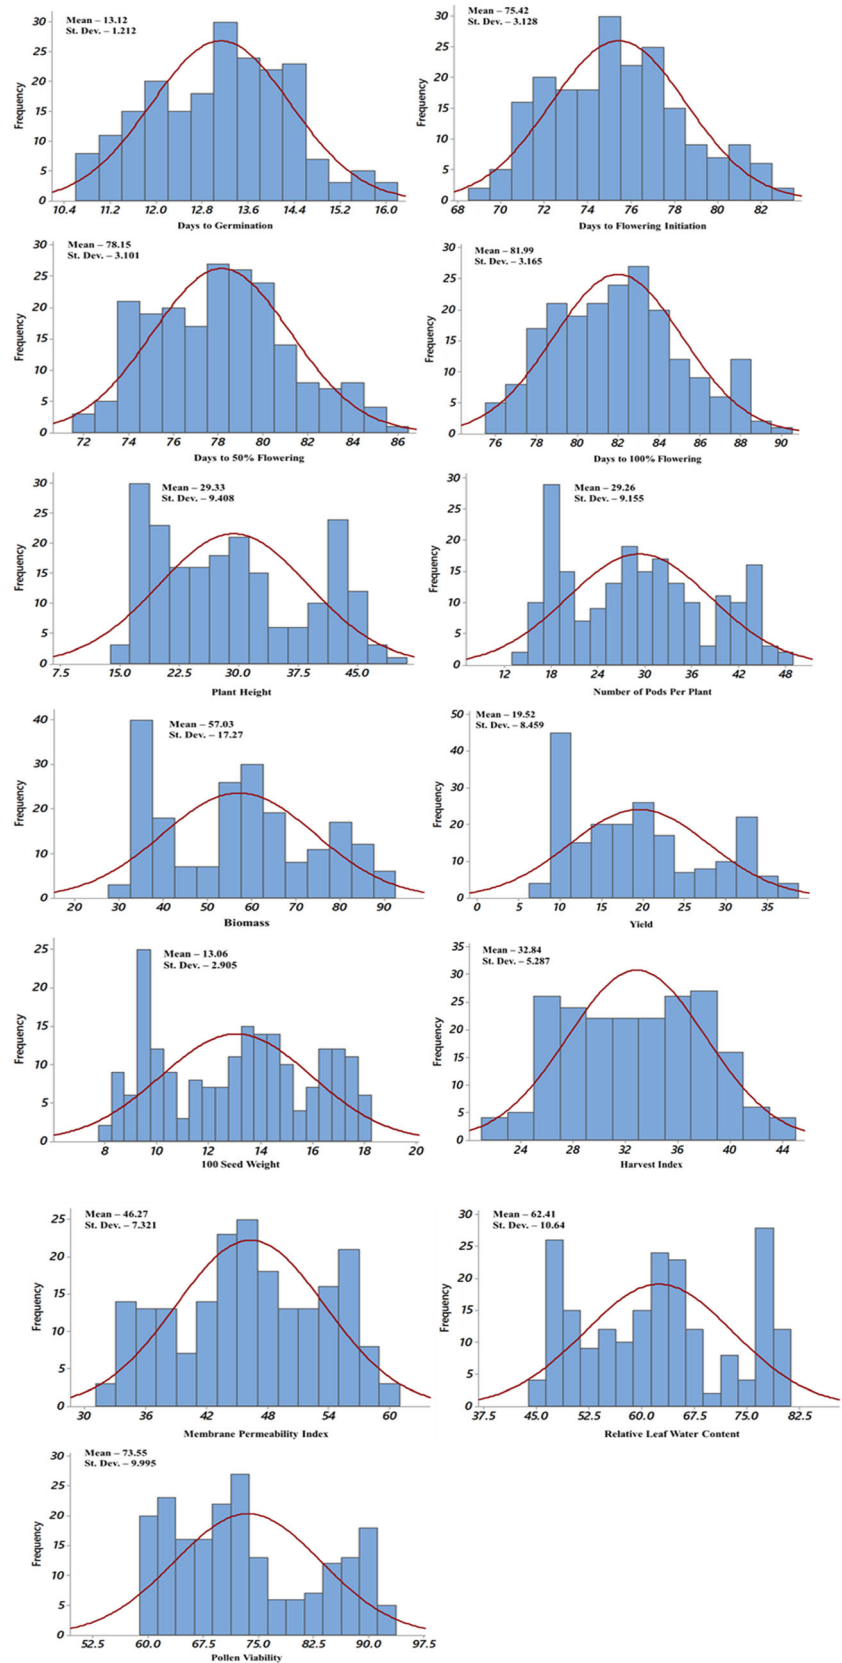 Mean – 13.12
St. Dev. – 1.212
30
25
20
15
10
5
0
Frequency
10.4 11.2 12.0 12.8 13.6 14.4 15.2 16.0
Days to Germination
Mean – 75.42
St. Dev. – 3.128
30
25
20
15
10
5
0
Frequency
68 70 72 74 76 78 80 82
Days to Flowering Initiation
Mean – 78.15
St. Dev. – 3.101
30
25
20
15
10
5
0
Frequency
72 74 76 78 80 82 84 86
Days to 50% Flowering
Mean – 81.99
St. Dev. – 3.165
30
25
20
15
10
5
0
Frequency
76 78 80 82 84 86 88 90
Days to 100% Flowering
Mean – 29.33
St. Dev. – 9.408
30
25
20
15
10
5
0
Frequency
7.5 15.0 22.5 30.0 37.5 45.0
Plant Height
Mean – 29.26
St. Dev. – 9.155
30
25
20
15
10
5
0
Frequency
12 18 24 30 36 42 48
Number of Pods Per Plant
Mean – 57.03
St. Dev. – 17.27
40
30
20
10
0
Frequency
20 30 40 50 60 70 80 90
Biomass
Mean – 19.52
St. Dev. – 8.459
50
40
30
20
10
0
Frequency
0 5 10 15 20 25 30 35
Yield
Mean – 13.06
St. Dev. – 2.905
25
20
15
10
5
0
Frequency
8 10 12 14 16 18 20
100 Seed Weight
Mean – 32.84
St. Dev. – 5.287
35
30
25
20
15
10
5
0
Frequency
24 28 32 36 40 44
Harvest Index
Mean – 46.27
St. Dev. – 7.321
25
20
15
10
5
0
Frequency
30 36 42 48 54 60
Membrane Permeability Index
Mean – 62.41
St. Dev. – 10.64
30
25
20
15
10
5
0
Frequency
37.5 45.0 52.5 60.0 67.5 75.0 82.5
Relative Leaf Water Content
Mean – 73.55
St. Dev. – 9.995
30
25
20
15
10
5
0
Frequency
52.5 60.0 67.5 75.0 82.5 90.0 97.5
Pollen Viability